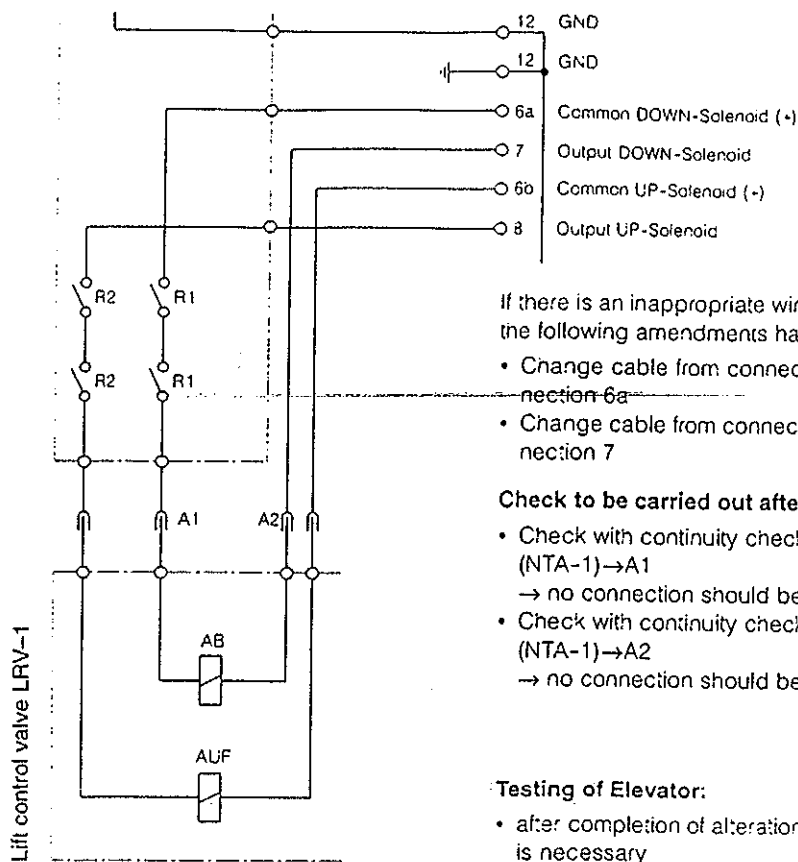 12 GND
12 GND
6a Common DOWN-Solenoid (+)
7 Output DOWN-Solenoid
6b Common UP-Solenoid (+)
8 Output UP-Solenoid
R2 R1
R2 R1
If there is an inappropriate wir
the following amendments ha
• Change cable from connec
nection 6a
• Change cable from connec
nection 7
Check to be carried out afte
• Check with continuity check
(NTA-1)→A1
→ no connection should be
• Check with continuity check
(NTA-1)→A2
→ no connection should be
A1 A2
AB
AUF
Lift control valve LRV-1
Testing of Elevator:
• after completion of alteration
is necessary